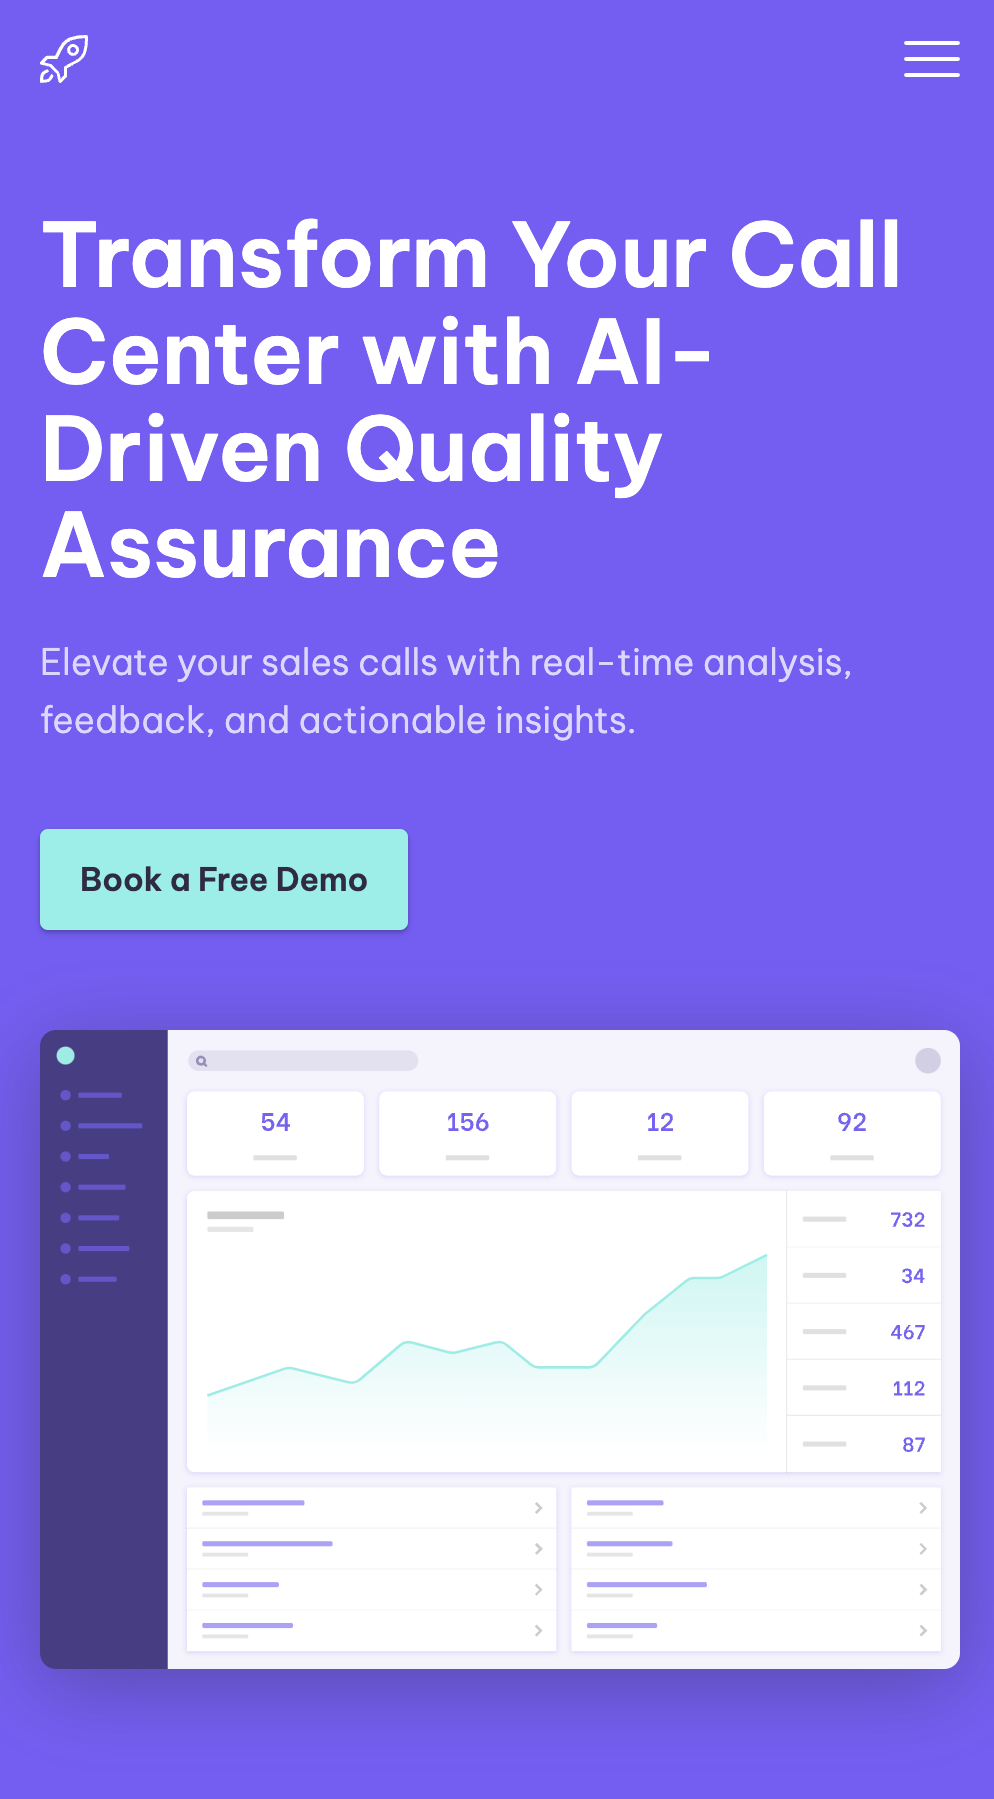 Transform Your Call
Center with AI-
Driven Quality
Assurance
Elevate your sales calls with real-time analysis,
feedback, and actionable insights.
Book a Free Demo
54
156
12
92
732
34
467
112
87